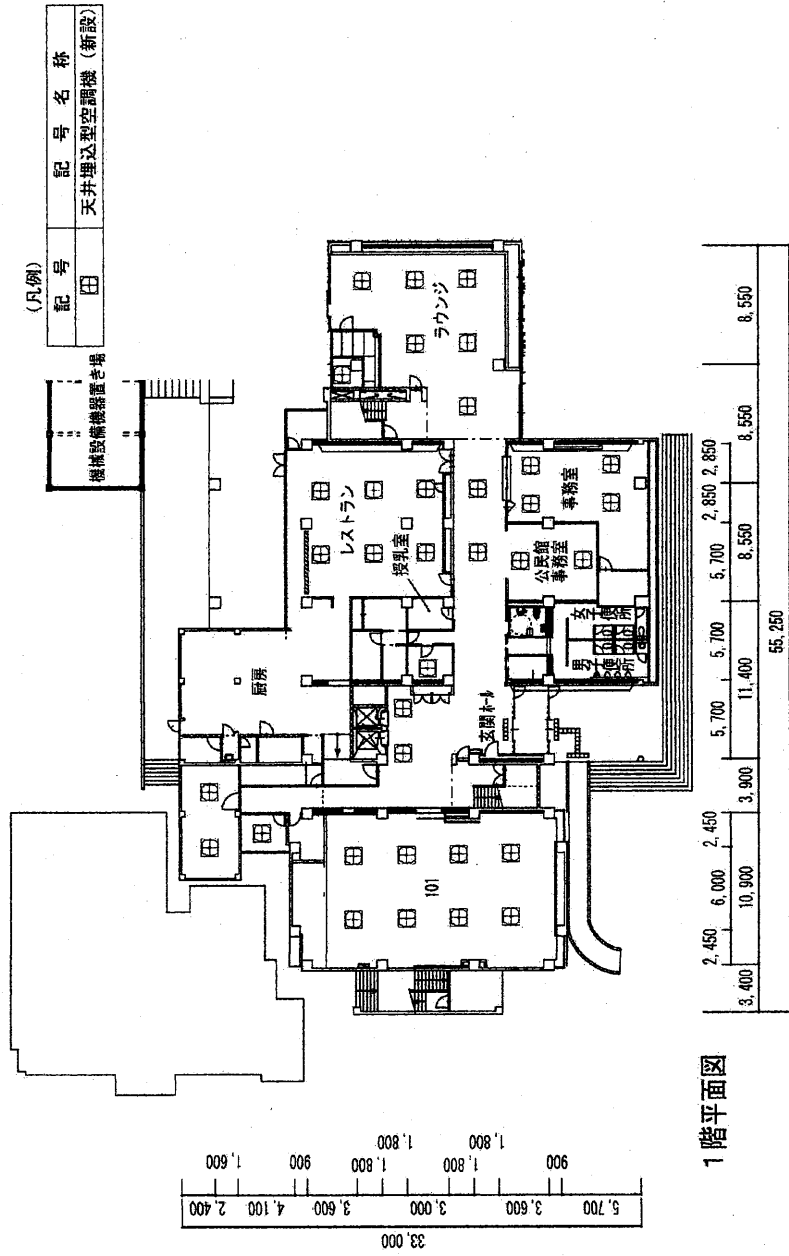 (凡例)
記号
記号名称
天井埋込型空調機（新設）
機械設備機器置き場
ラウンジ
レストラン
授乳室
事務室
公民館
事務室
女子便所
男子便所
厨房
玄関ホール
101
8,550
8,550
2,850
2,850
8,550
5,700
5,700
11,400
5,700
3,900
2,450
6,000
10,900
2,450
3,400
55,250
1,600
900
1,800
1,800
1,800
1,800
900
2,400
4,100
3,600
3,000
3,600
5,700
33,000
1階平面図